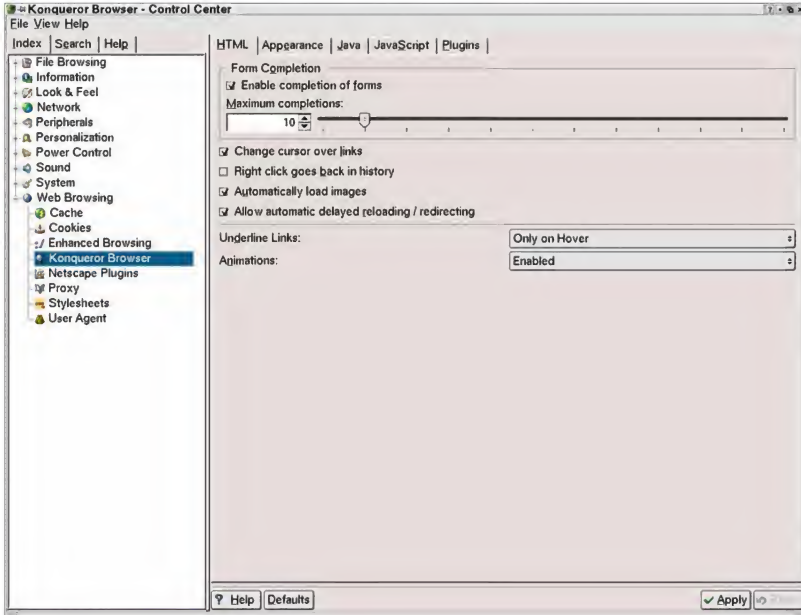 Konqueror Browser - Control Center
File View Help
Index Search Help
File Browsing
Information
Look & Feel
Network
Peripherals
Personalization
Power Control
Sound
System
Web Browsing
Cache
Cookies
Enhanced Browsing
Konqueror Browser
Netscape Plugins
Proxy
Stylesheets
User Agent
HTML Appearance Java JavaScript Plugins
Form Completion
Enable completion of forms
Maximum completions:
10
Change cursor over links
Right click goes back in history
Automatically load images
Allow automatic delayed reloading / redirecting
Underline Links: Only on Hover
Animations: Enabled
? Help Defaults Apply